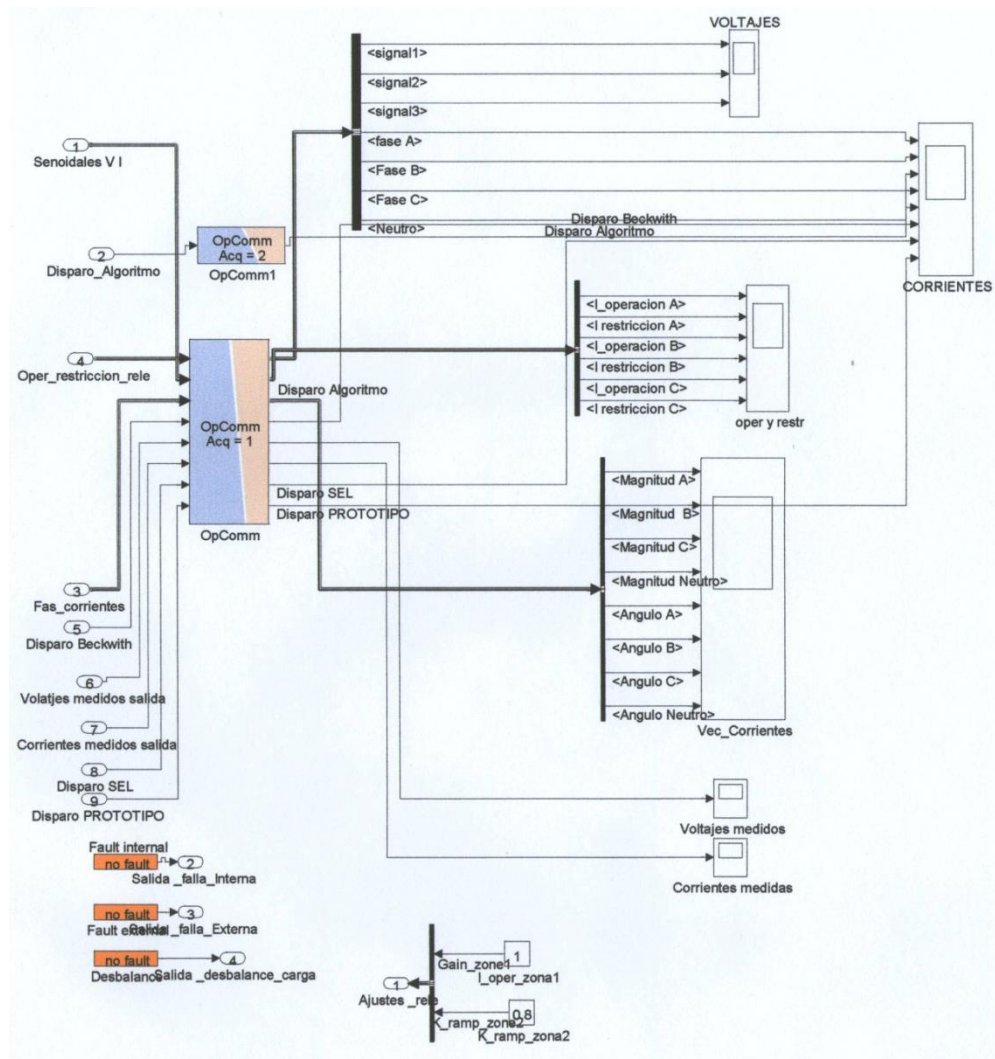 VOLTAJES
<signal1>
<signal2>
<signal3>
<fase A>
<Fase B>
<Fase C>
<Neutro>
Disparo Beckwith
Disparo Algoritmo
CORRIENTES
1
Senoidales V I
2
Disparo_Algoritmo
OpComm
Acq = 2
OpComm1
4
Oper_restriccion_rele
OpComm
Acq = 1
OpComm
Disparo Algoritmo
Disparo SEL
Disparo PROTOTIPO
<I_operacion A>
<I restriccion A>
<I_operacion B>
<I restriccion B>
<I_operacion C>
<I restriccion C>
oper y restr
<Magnitud A>
<Magnitud B>
<Magnitud C>
<Magnitud Neutro>
<Angulo A>
<Angulo B>
<Angulo C>
<Angulo Neutro>
Vec_Corrientes
3
Fas_corrientes
5
Disparo Beckwith
6
Volatjes medidos salida
7
Corrientes medidos salida
8
Disparo SEL
9
Disparo PROTOTIPO
Voltajes medidos
Corrientes medidas
Fault internal
no fault
2
Salida _falla_Interna
no fault
3
Fault external
Salida _falla_Externa
no fault
4
Desbalance
Salida _desbalance_carga
1
Ajustes _rele
Gain_zone1
1
I_oper_zona1
K_ramp_zone2
0.8
K_ramp_zona2